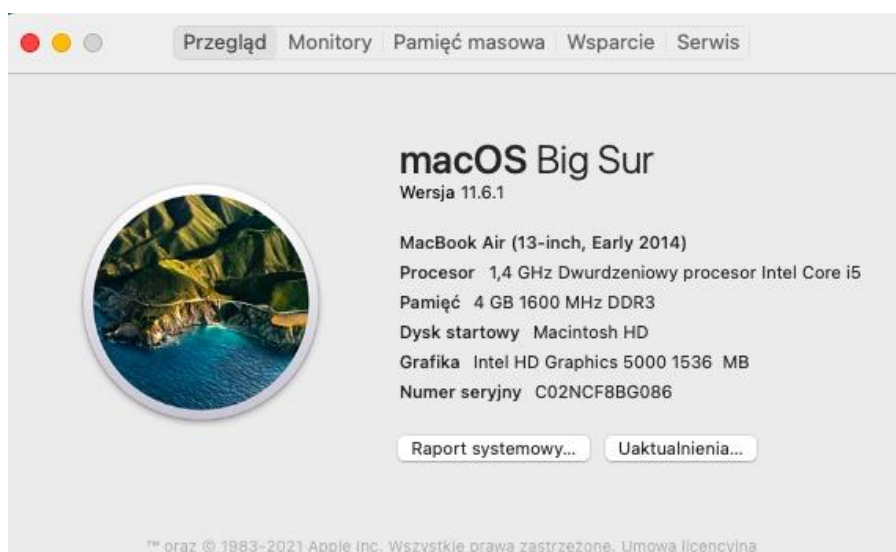 Przegląd Monitory Pamięć masowa Wsparcie Serwis
macOS Big Sur
Wersja 11.6.1
MacBook Air (13-inch, Early 2014)
Procesor 1,4 GHz Dwurdzeniowy procesor Intel Core i5
Pamięć 4 GB 1600 MHz DDR3
Dysk startowy Macintosh HD
Grafika Intel HD Graphics 5000 1536 MB
Numer seryjny C02NCF8BG086
Raport systemowy... Uaktualnienia...
™ oraz © 1983-2021 Apple Inc. Wszystkie prawa zastrzeżone. Umowa licencyjna